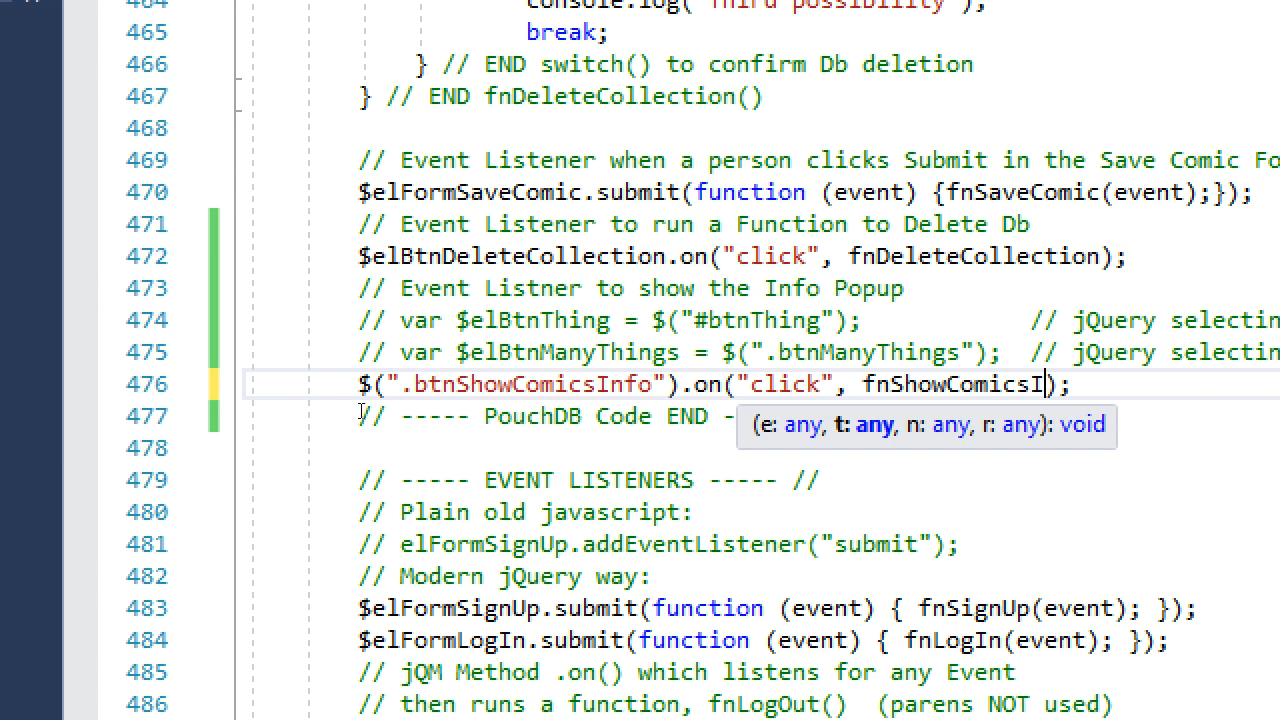 464 console.log("Third possibility");
465 break;
466 } // END switch() to confirm Db deletion
467 } // END fnDeleteCollection()
468
469 // Event Listener when a person clicks Submit in the Save Comic Fo
470 $elFormSaveComic.submit(function (event) {fnSaveComic(event);});
471 // Event Listener to run a Function to Delete Db
472 $elBtnDeleteCollection.on("click", fnDeleteCollection);
473 // Event Listner to show the Info Popup
474 // var $elBtnThing = $("#btnThing"); // jQuery selectin
475 // var $elBtnManyThings = $(".btnManyThings"); // jQuery selectin
476 $(".btnShowComicsInfo").on("click", fnShowComicsI);
477 // ----- PouchDB Code END -
(e: any, t: any, n: any, r: any): void
478
479 // ----- EVENT LISTENERS ----- //
480 // Plain old javascript:
481 // elFormSignUp.addEventListener("submit");
482 // Modern jQuery way:
483 $elFormSignUp.submit(function (event) { fnSignUp(event); });
484 $elFormLogIn.submit(function (event) { fnLogIn(event); });
485 // jQM Method .on() which listens for any Event
486 // then runs a function, fnLogOut() (parens NOT used)